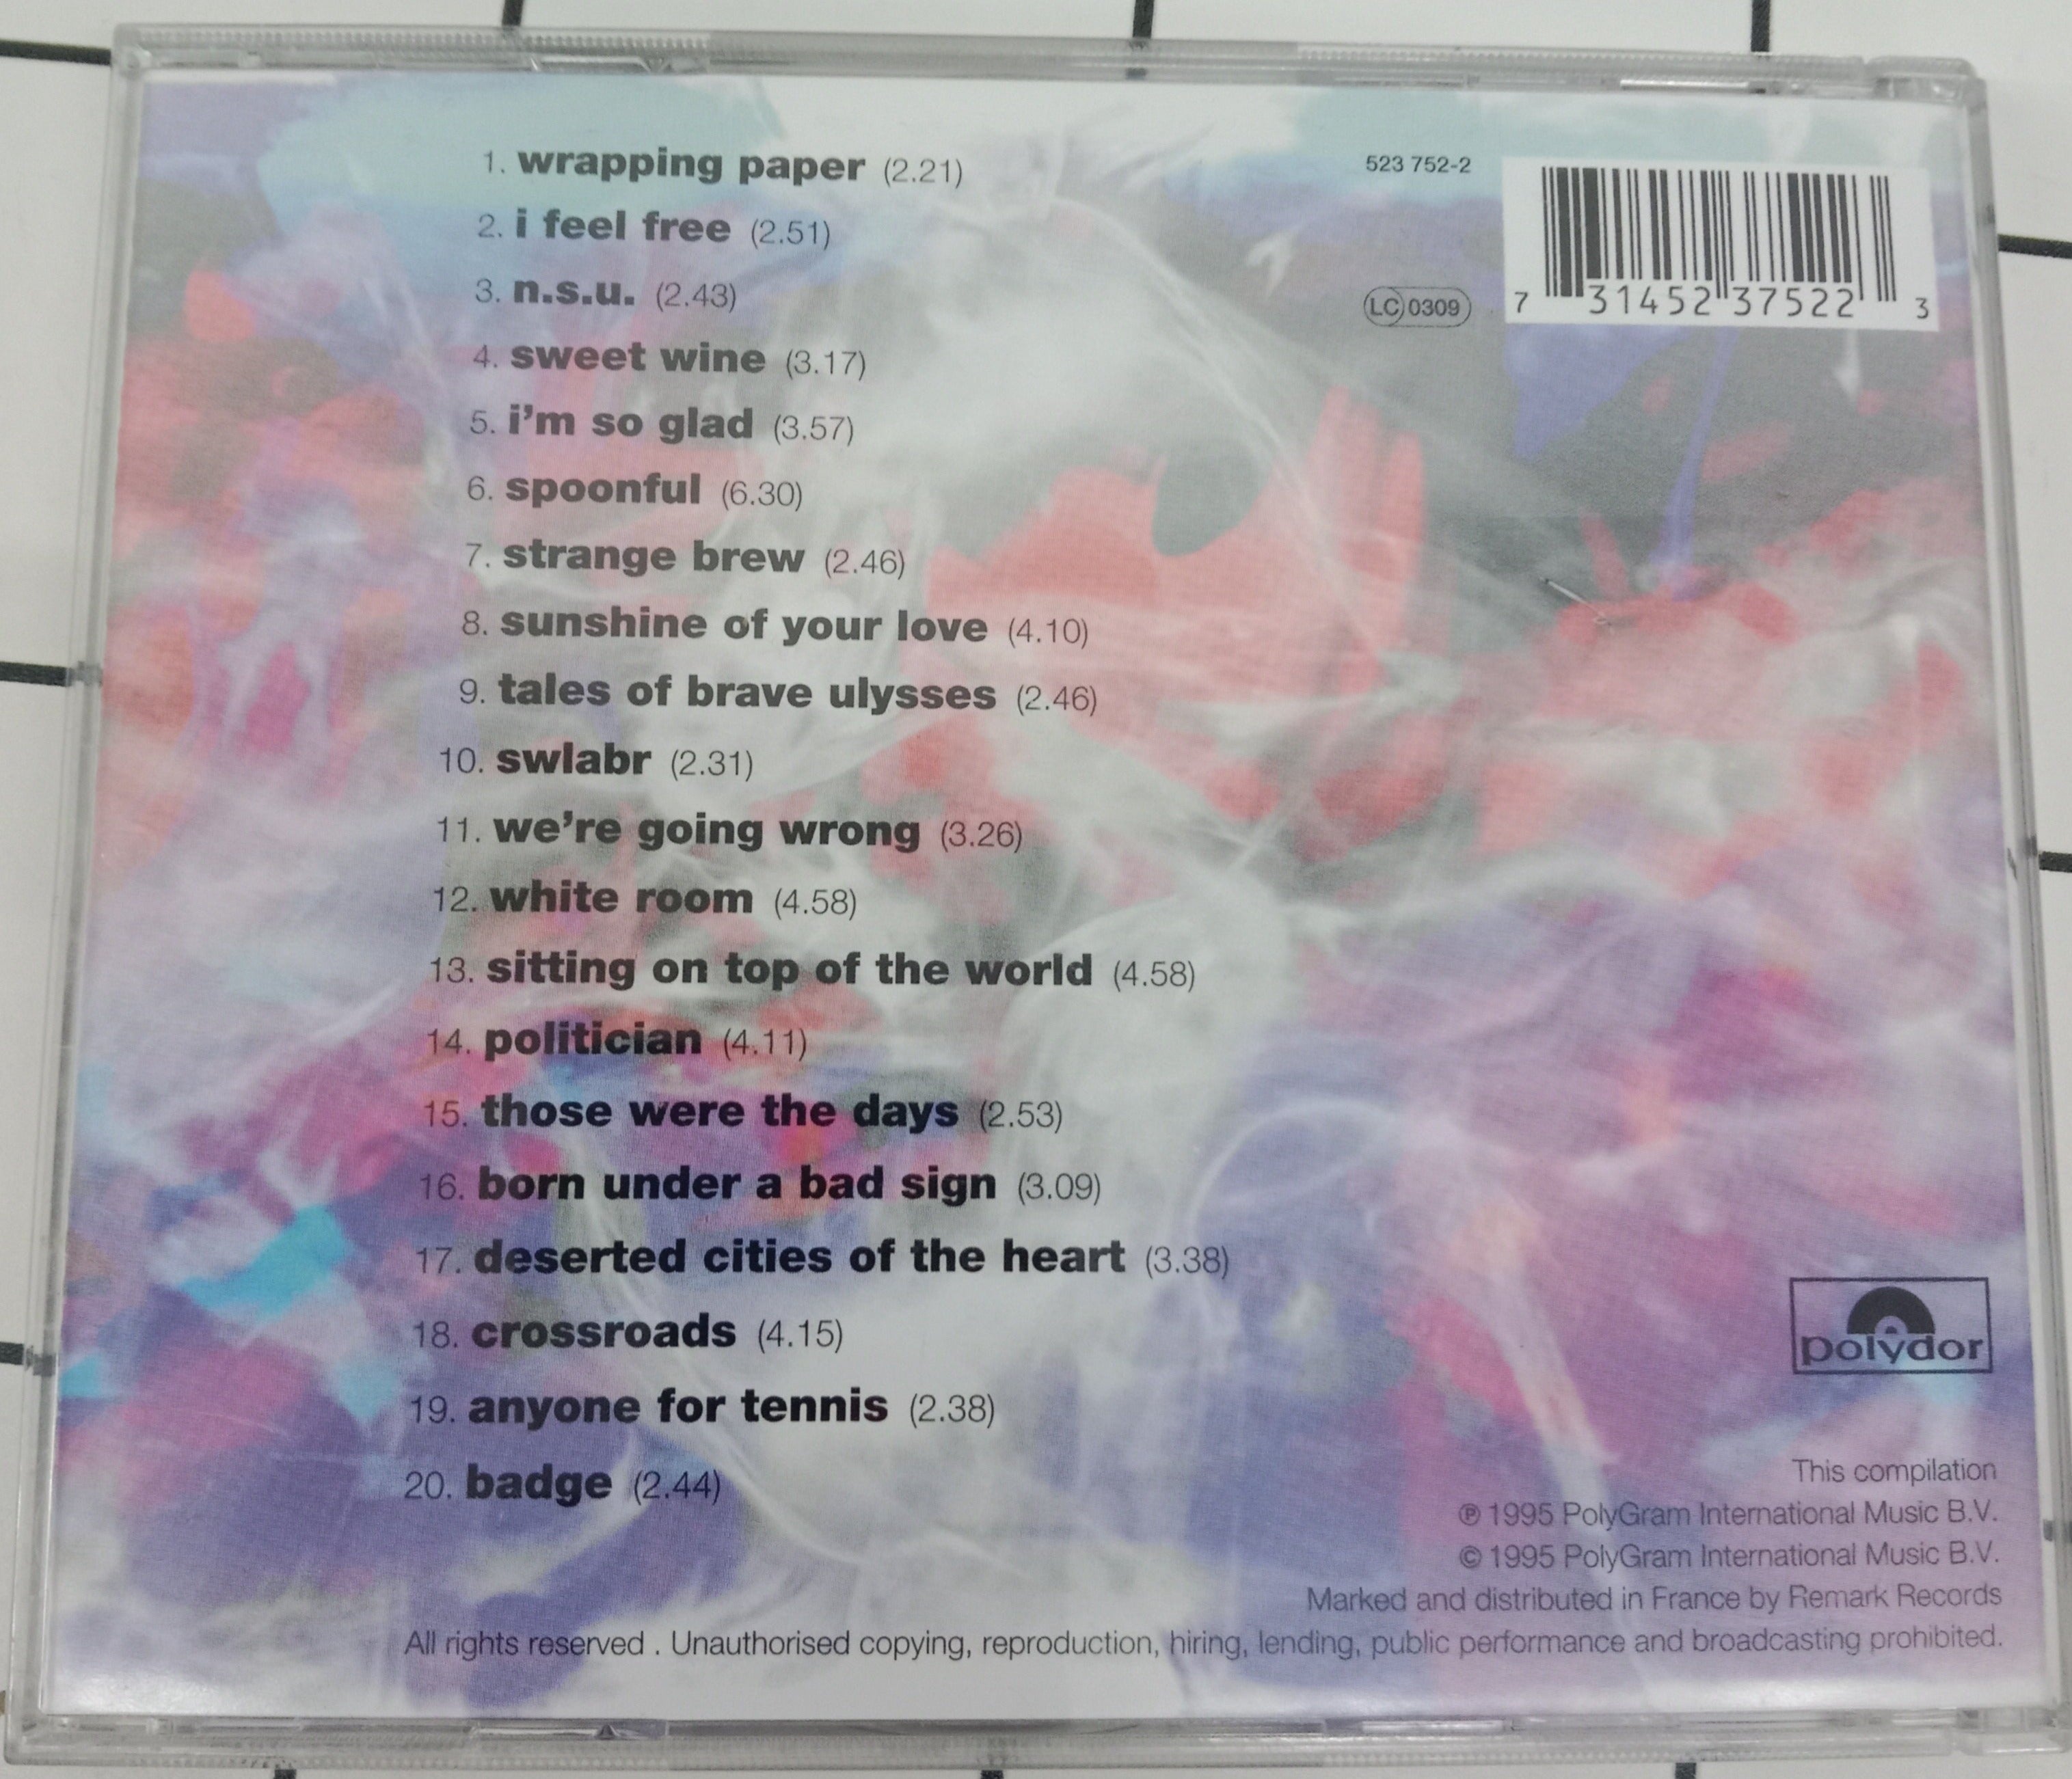 1. wrapping paper (2.21)
2. i feel free (2.51)
3. n.s.u. (2.43)
4. sweet wine (3.17)
5. i'm so glad (3.57)
6. spoonful (6.30)
7. strange brew (2.46)
8. sunshine of your love (4.10)
9. tales of brave ulysses (2.46)
10. swlabr (2.31)
11. we're going wrong (3.26)
12. white room (4.58)
13. sitting on top of the world (4.58)
14. politician (4.11)
15. those were the days (2.53)
16. born under a bad sign (3.09)
17. deserted cities of the heart (3.38)
18. crossroads (4.15)
19. anyone for tennis (2.38)
20. badge (2.44)
523 752-2
LC 0309
7 31452 37522 3
polydor
This compilation
℗ 1995 PolyGram International Music B.V.
© 1995 PolyGram International Music B.V.
Marked and distributed in France by Remark Records
All rights reserved . Unauthorised copying, reproduction, hiring, lending, public performance and broadcasting prohibited.